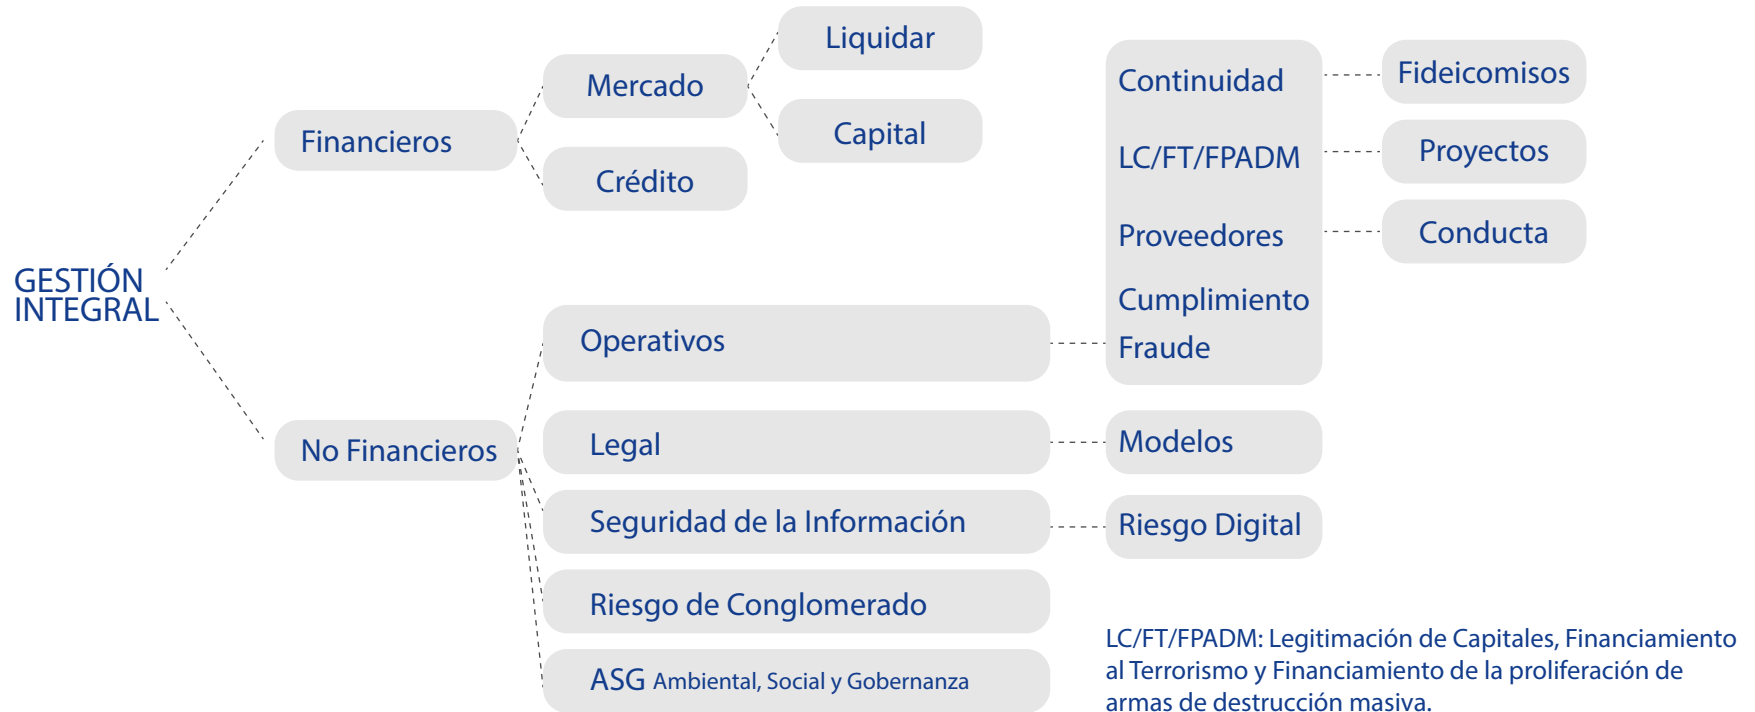 GESTIÓN
INTEGRAL
Financieros
Mercado
Liquidar
Capital
Crédito
No Financieros
Operativos
Continuidad
LC/FT/FPADM
Proveedores
Cumplimiento
Fraude
Fideicomisos
Proyectos
Conducta
Legal
Modelos
Seguridad de la Información
Riesgo Digital
Riesgo de Conglomerado
ASG Ambiental, Social y Gobernanza
LC/FT/FPADM: Legitimación de Capitales, Financiamiento
al Terrorismo y Financiamiento de la proliferación de
armas de destrucción masiva.